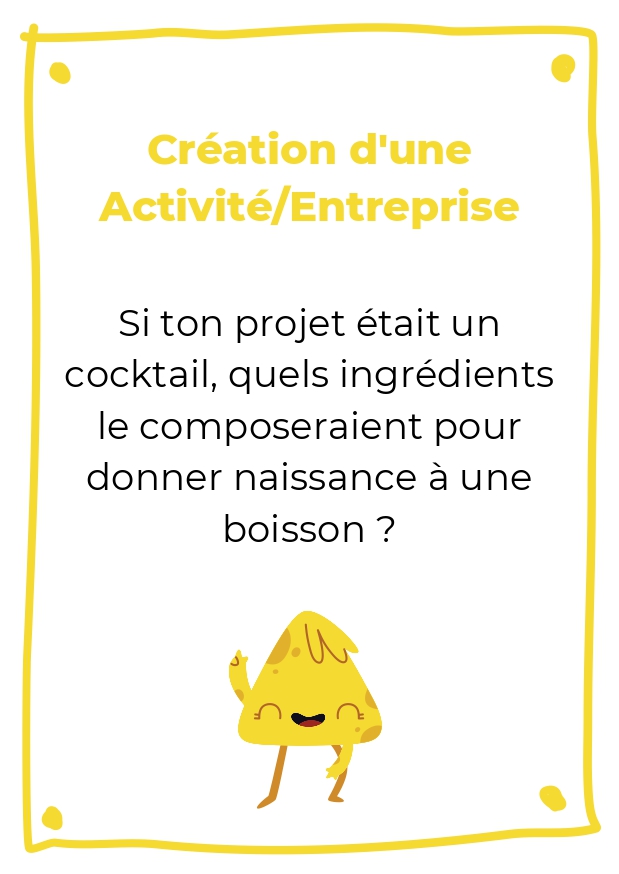 Création d'une
Activité/Entreprise
Si ton projet était un
cocktail, quels ingrédients
le composeraient pour
donner naissance à une
boisson ?